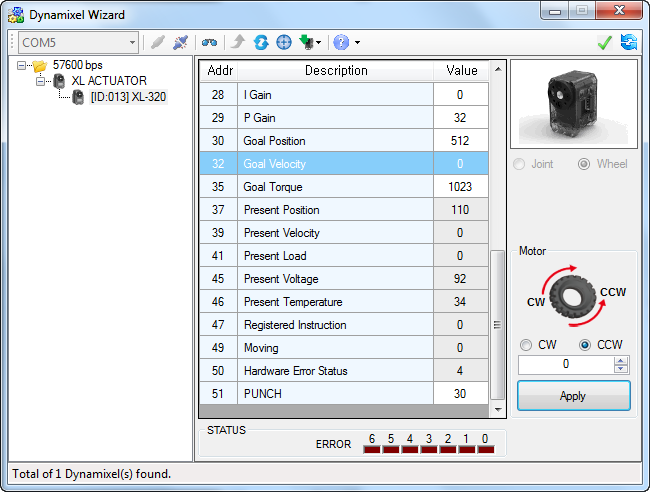 Dynamixel Wizard
COM5
57600 bps
XL ACTUATOR
[ID:013] XL-320
Addr Description Value
28 I Gain 0
29 P Gain 32
30 Goal Position 512
32 Goal Velocity 0
35 Goal Torque 1023
37 Present Position 110
39 Present Velocity 0
41 Present Load 0
45 Present Voltage 92
46 Present Temperature 34
47 Registered Instruction 0
49 Moving 0
50 Hardware Error Status 4
51 PUNCH 30
STATUS
ERROR 6 5 4 3 2 1 0
Joint Wheel
Motor
CW CCW
CW CCW
0
Apply
Total of 1 Dynamixel(s) found.